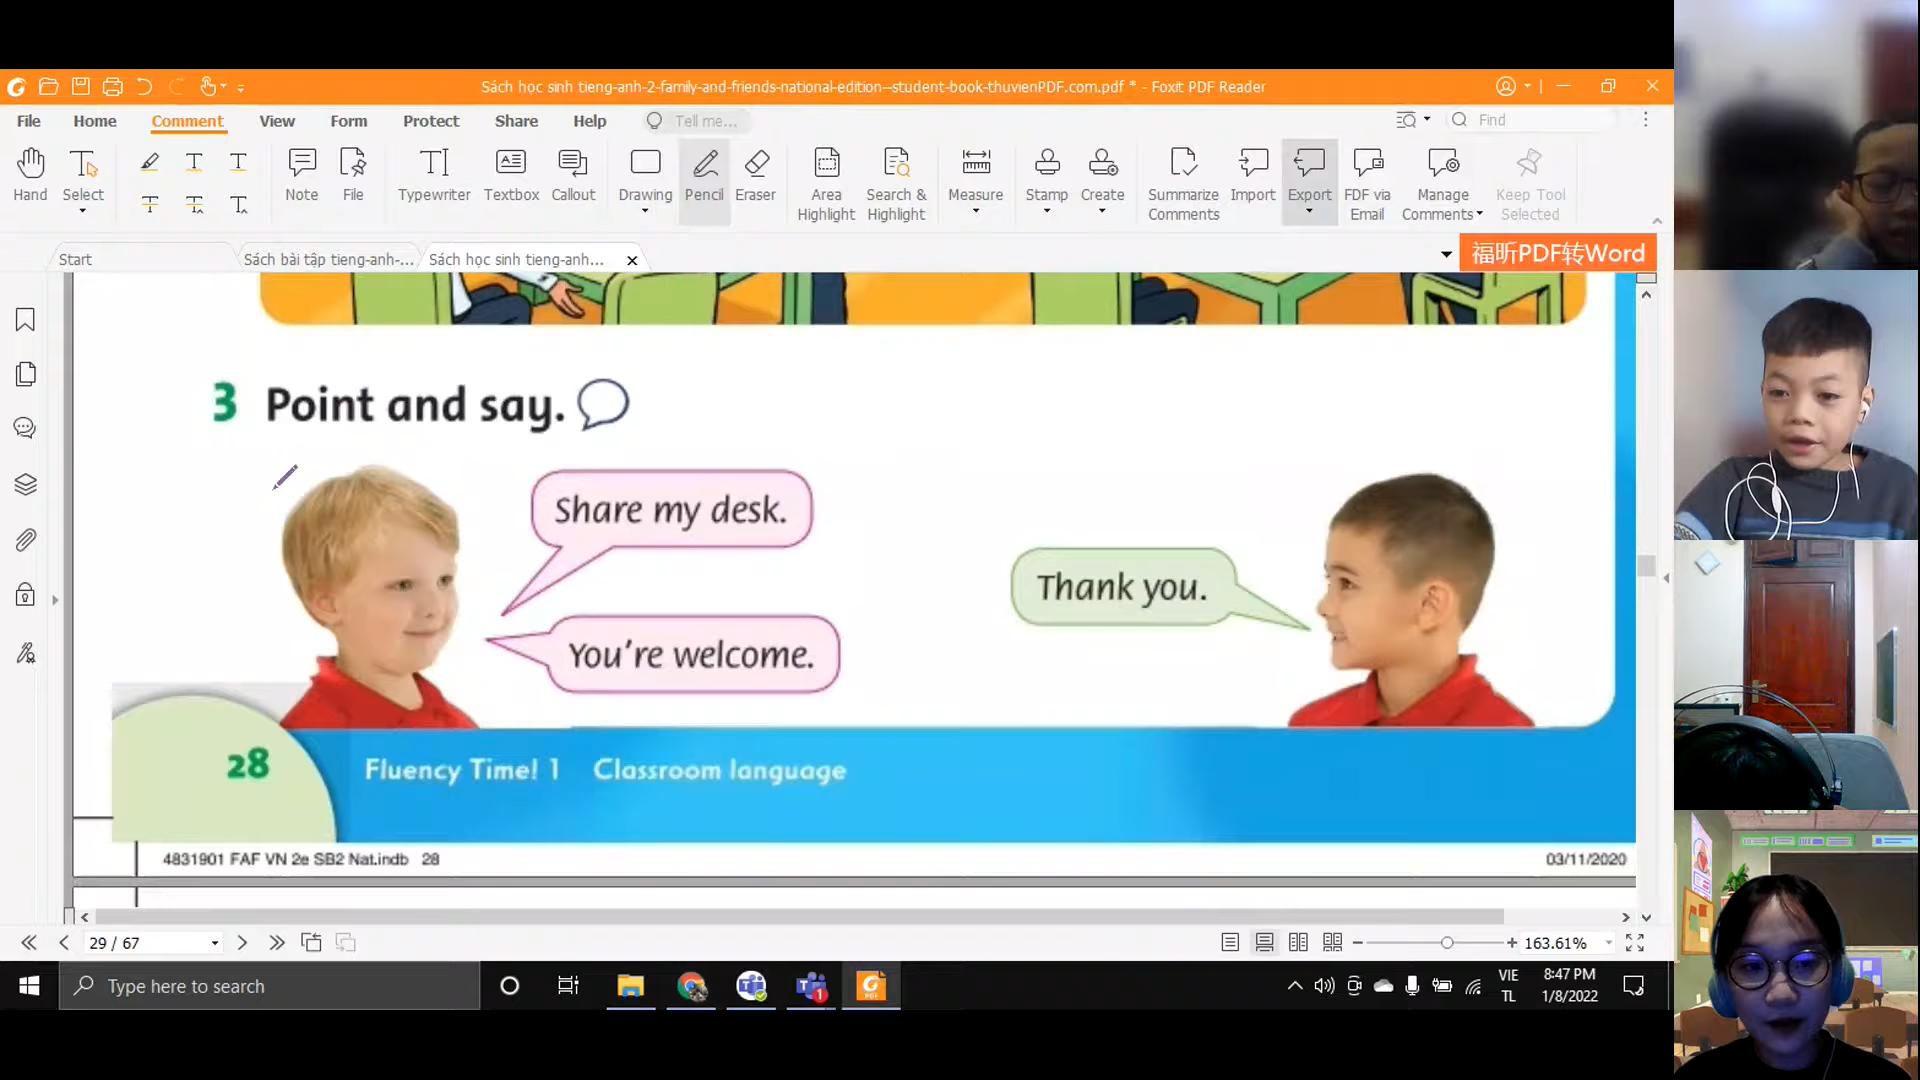 Sách học sinh tieng-anh-2-family-and-friends-national-edition--student-book-thuvienPDF.com.pdf * - Foxit PDF Reader
File Home Comment View Form Protect Share Help Tell me... Find
Hand Select Note File Typewriter Textbox Callout Drawing Pencil Eraser Area Highlight Search & Highlight Measure Stamp Create Summarize Comments Import Export FDF via Email Manage Comments Keep Tool Selected
Start Sách bài tập tieng-anh-... Sách học sinh tieng-anh... 福昕PDF转Word
3 Point and say.
Share my desk.
Thank you.
You're welcome.
28 Fluency Time! 1 Classroom language
4831901 FAF VN 2e SB2 Nat.indb 28 03/11/2020
29 / 67 163.61%
Type here to search VIE TL 8:47 PM 1/8/2022